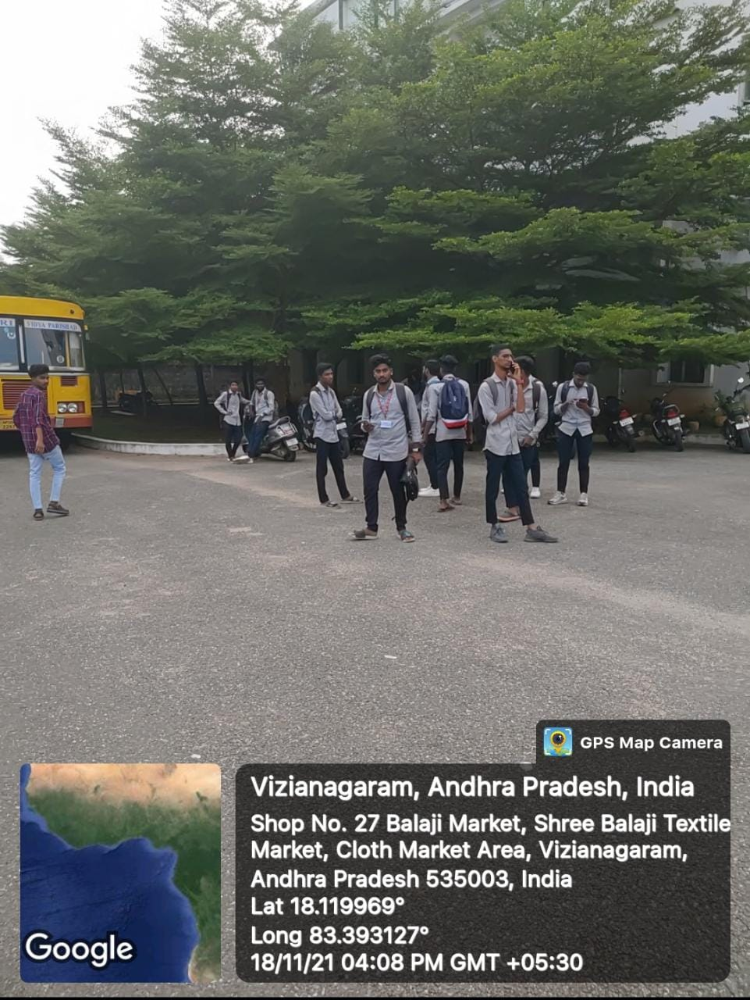 VIDYA PARISHAD
GPS Map Camera
Vizianagaram, Andhra Pradesh, India
Shop No. 27 Balaji Market, Shree Balaji Textile
Market, Cloth Market Area, Vizianagaram,
Andhra Pradesh 535003, India
Lat 18.119969°
Long 83.393127°
18/11/21 04:08 PM GMT +05:30
Google